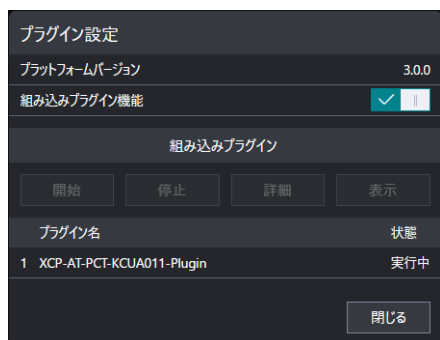 プラグイン設定
プラットフォームバージョン 3.0.0
組み込みプラグイン機能
組み込みプラグイン
開始 停止 詳細 表示
プラグイン名 状態
1 XCP-AT-PCT-KCUA011-Plugin 実行中
閉じる